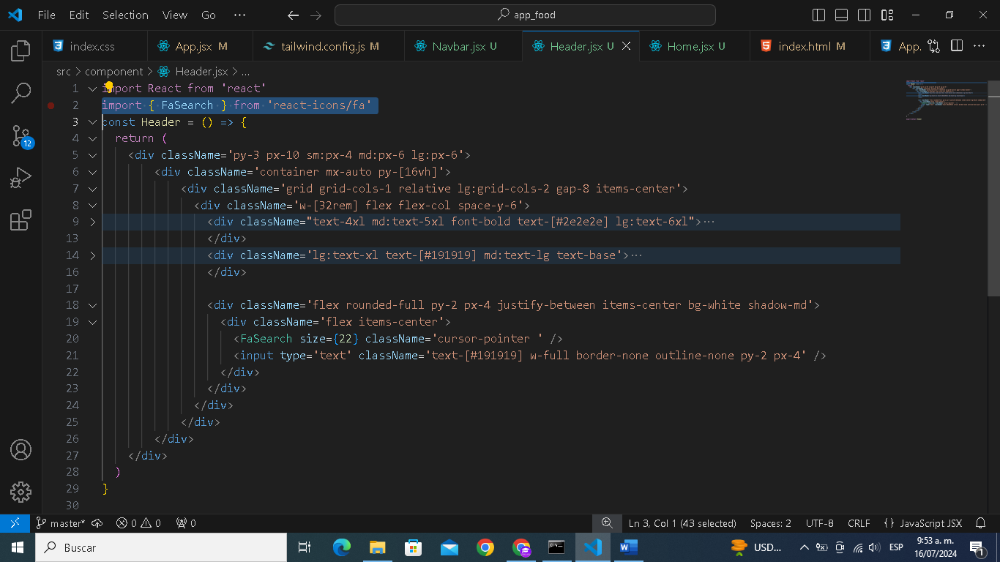 File Edit Selection View Go ··· app_food
index.css App.jsx M tailwind.config.js M Navbar.jsx U Header.jsx U Home.jsx U index.html M App.
src > component > Header.jsx > ...
1 import React from 'react'
2 import { FaSearch } from 'react-icons/fa'
3 const Header = () => {
4 return (
5 <div className='py-3 px-10 sm:px-4 md:px-6 lg:px-6'>
6 <div className='container mx-auto py-[16vh]'>
7 <div className='grid grid-cols-1 relative lg:grid-cols-2 gap-8 items-center'>
8 <div className='w-[32rem] flex flex-col space-y-6'>
9 <div className="text-4xl md:text-5xl font-bold text-[#2e2e2e] lg:text-6xl">···
13 </div>
14 <div className='lg:text-xl text-[#191919] md:text-lg text-base'>···
16 </div>
17
18 <div className='flex rounded-full py-2 px-4 justify-between items-center bg-white shadow-md'>
19 <div className='flex items-center'>
20 <FaSearch size={22} className='cursor-pointer ' />
21 <input type='text' className='text-[#191919] w-full border-none outline-none py-2 px-4' />
22 </div>
23 </div>
24 </div>
25 </div>
26 </div>
27 </div>
28 )
29 }
30
12
master* 0 0 0 Ln 3, Col 1 (43 selected) Spaces: 2 UTF-8 CRLF {} JavaScript JSX
Buscar USD... ESP 9:53 a. m.
16/07/2024 1